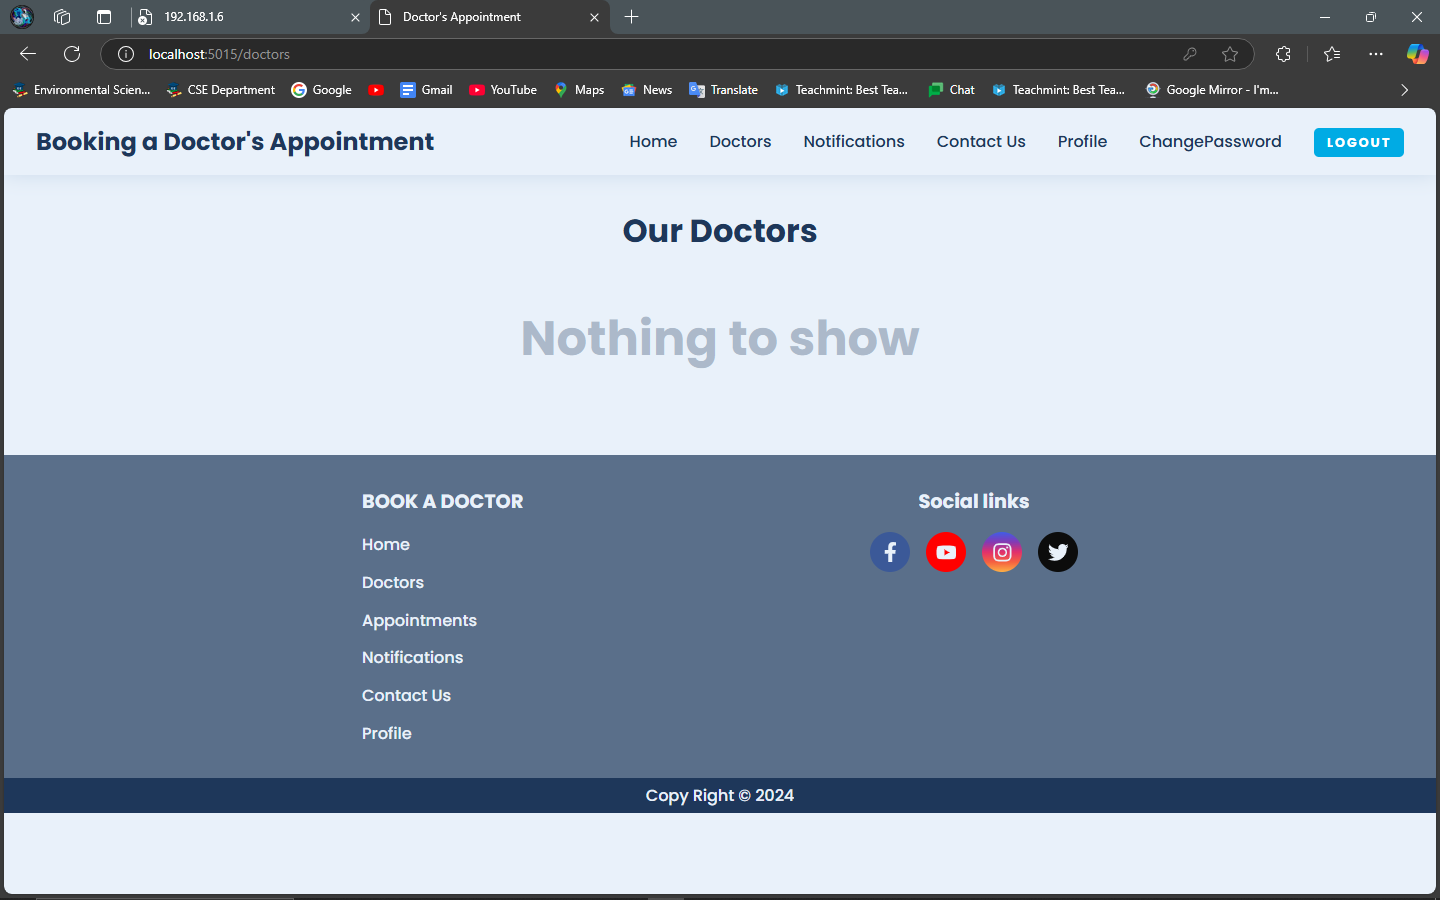 192.168.1.6
Doctor's Appointment
localhost:5015/doctors
Environmental Scien...
CSE Department
Google
Gmail
YouTube
Maps
News
Translate
Teachmint: Best Tea...
Chat
Teachmint: Best Tea...
Google Mirror - I'm...
Booking a Doctor's Appointment
Home
Doctors
Notifications
Contact Us
Profile
ChangePassword
LOGOUT
Our Doctors
Nothing to show
BOOK A DOCTOR
Home
Doctors
Appointments
Notifications
Contact Us
Profile
Social links
Copy Right © 2024